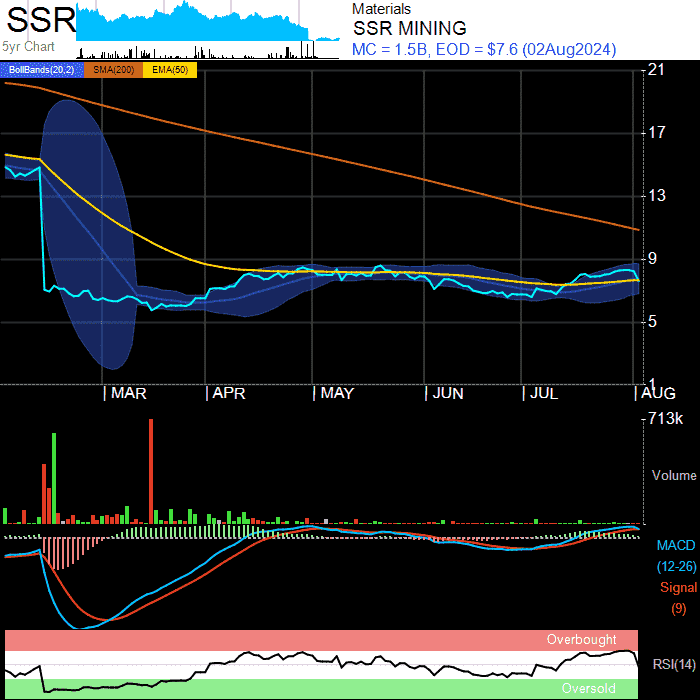 SSR
5yr Chart
Materials
SSR MINING
MC = 1.5B, EOD = $7.6 (02Aug2024)
BollBands(20,2) SMA(200) EMA(50)
21
17
13
9
5
1
MAR APR MAY JUN JUL AUG
713k
Volume
MACD
(12-26)
Signal
(9)
Overbought
RSI(14)
Oversold